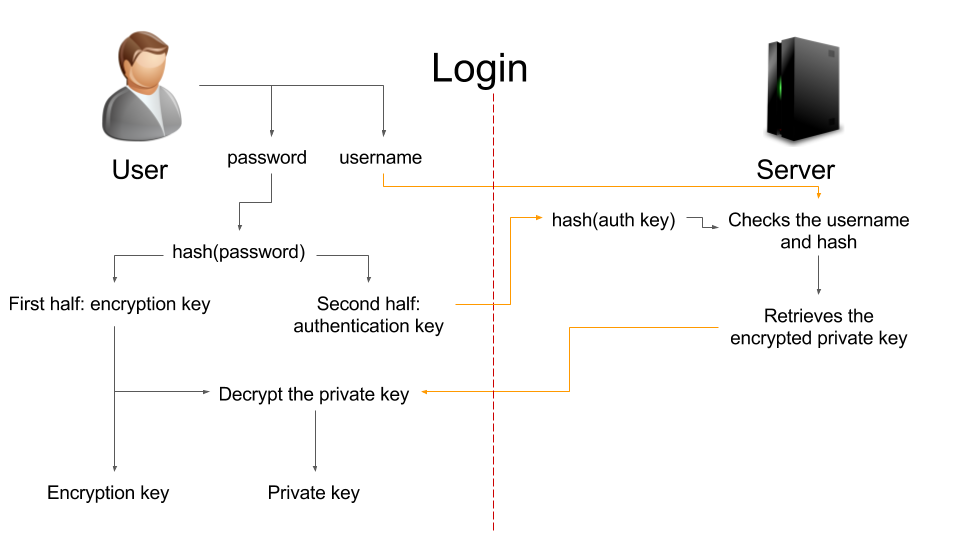 Login
User
password
username
Server
hash(password)
hash(auth key)
Checks the username
and hash
First half: encryption key
Second half:
authentication key
Retrieves the
encrypted private key
Decrypt the private key
Encryption key
Private key